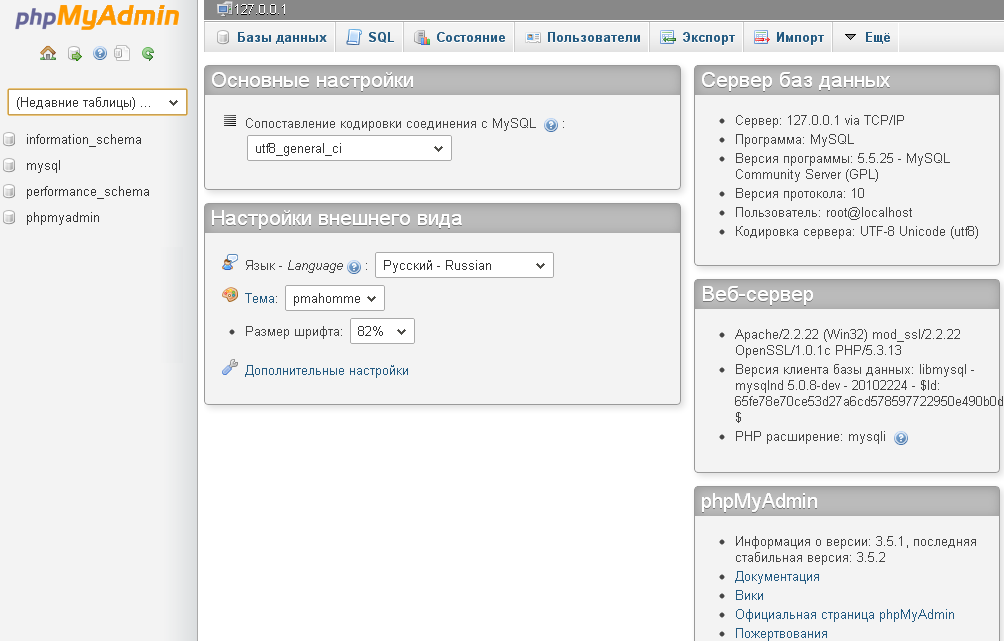 phpMyAdmin
(Недавние таблицы) ...
information_schema
mysql
performance_schema
phpmyadmin
127.0.0.1
Базы данных
SQL
Состояние
Пользователи
Экспорт
Импорт
Ещё
Основные настройки
Сопоставление кодировки соединения с MySQL :
utf8_general_ci
Настройки внешнего вида
Язык - Language : Русский - Russian
Тема: pmahomme
Размер шрифта: 82%
Дополнительные настройки
Сервер баз данных
Сервер: 127.0.0.1 via TCP/IP
Программа: MySQL
Версия программы: 5.5.25 - MySQL
Community Server (GPL)
Версия протокола: 10
Пользователь: root@localhost
Кодировка сервера: UTF-8 Unicode (utf8)
Веб-сервер
Apache/2.2.22 (Win32) mod_ssl/2.2.22
OpenSSL/1.0.1c PHP/5.3.13
Версия клиента базы данных: libmysql -
mysqlnd 5.0.8-dev - 20102224 - $Id:
65fe78e70ce53d27a6cd578597722950e490b0d
$
PHP расширение: mysqli
phpMyAdmin
Информация о версии: 3.5.1, последняя
стабильная версия: 3.5.2
Документация
Вики
Официальная страница phpMyAdmin
Пожертвования